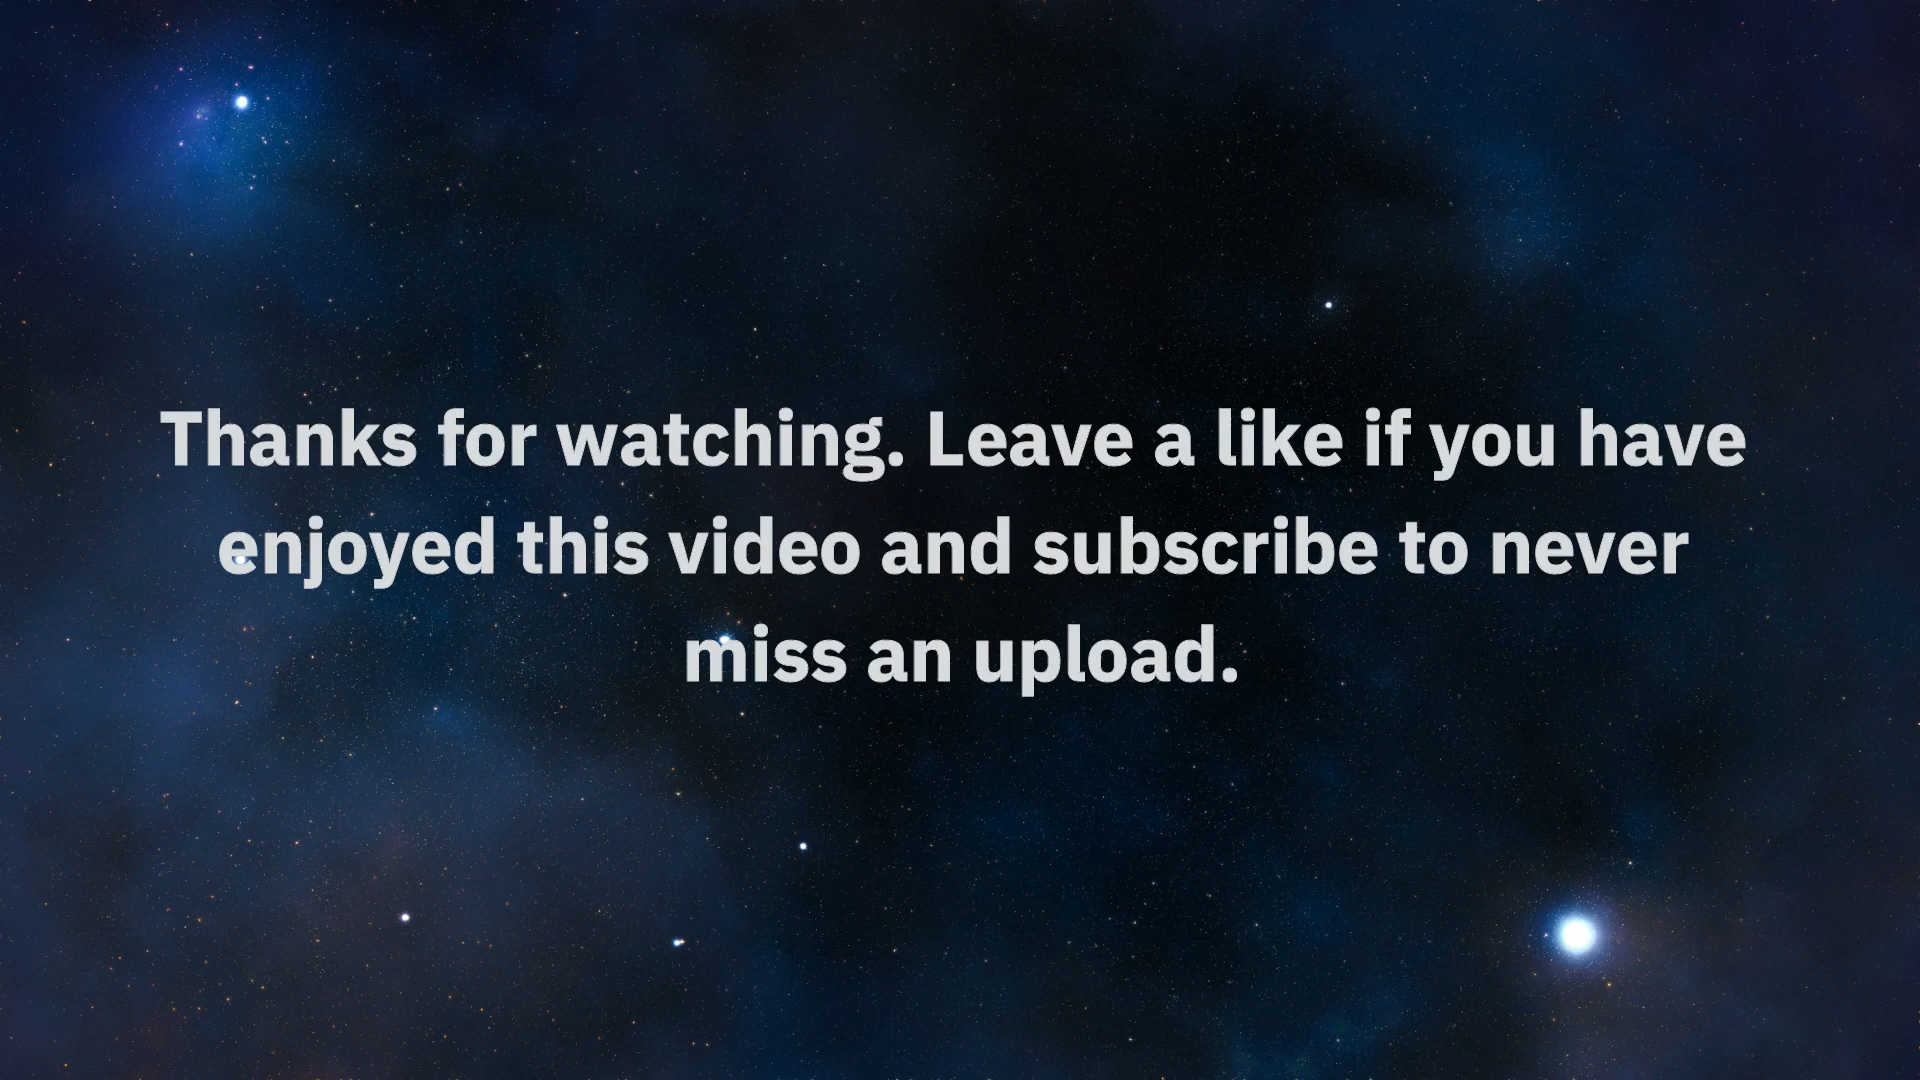 Thanks for watching. Leave a like if you have
enjoyed this video and subscribe to never
miss an upload.